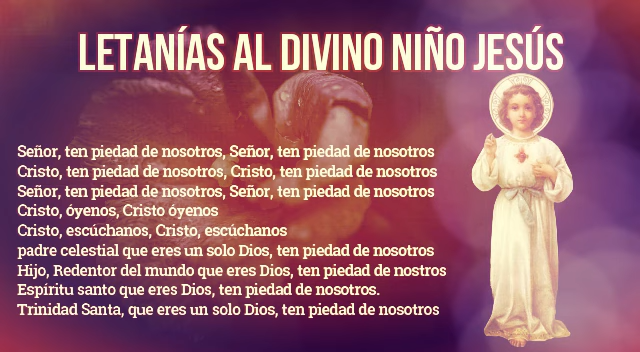 LETANÍAS AL DIVINO NIÑO JESÚS
Señor, ten piedad de nosotros, Señor, ten piedad de nosotros
Cristo, ten piedad de nosotros, Cristo, ten piedad de nosotros
Señor, ten piedad de nosotros, Señor, ten piedad de nosotros
Cristo, óyenos, Cristo óyenos
Cristo, escúchanos, Cristo, escúchanos
padre celestial que eres un solo Dios, ten piedad de nosotros
Hijo, Redentor del mundo que eres Dios, ten piedad de nostros
Espíritu santo que eres Dios, ten piedad de nosotros.
Trinidad Santa, que eres un solo Dios, ten piedad de nosotros